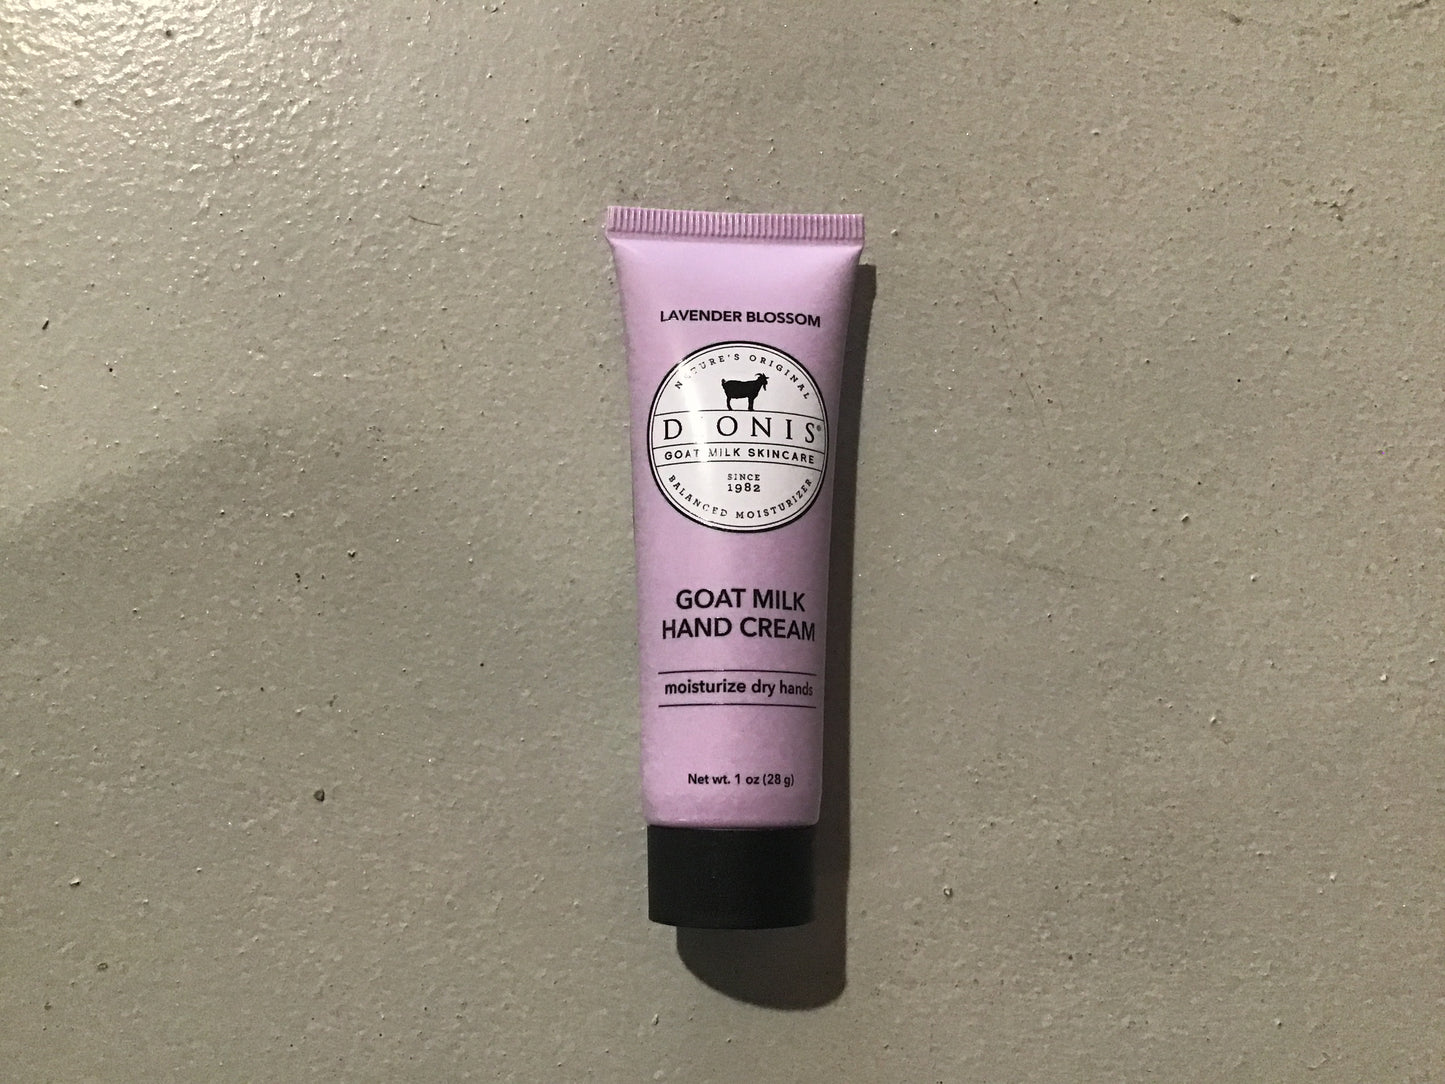 LAVENDER BLOSSOM
NATURE'S ORIGINAL
DIONIS®
GOAT MILK SKINCARE
SINCE
1982
BALANCED MOISTURIZER
GOAT MILK
HAND CREAM
moisturize dry hands
Net wt. 1 oz (28 g)